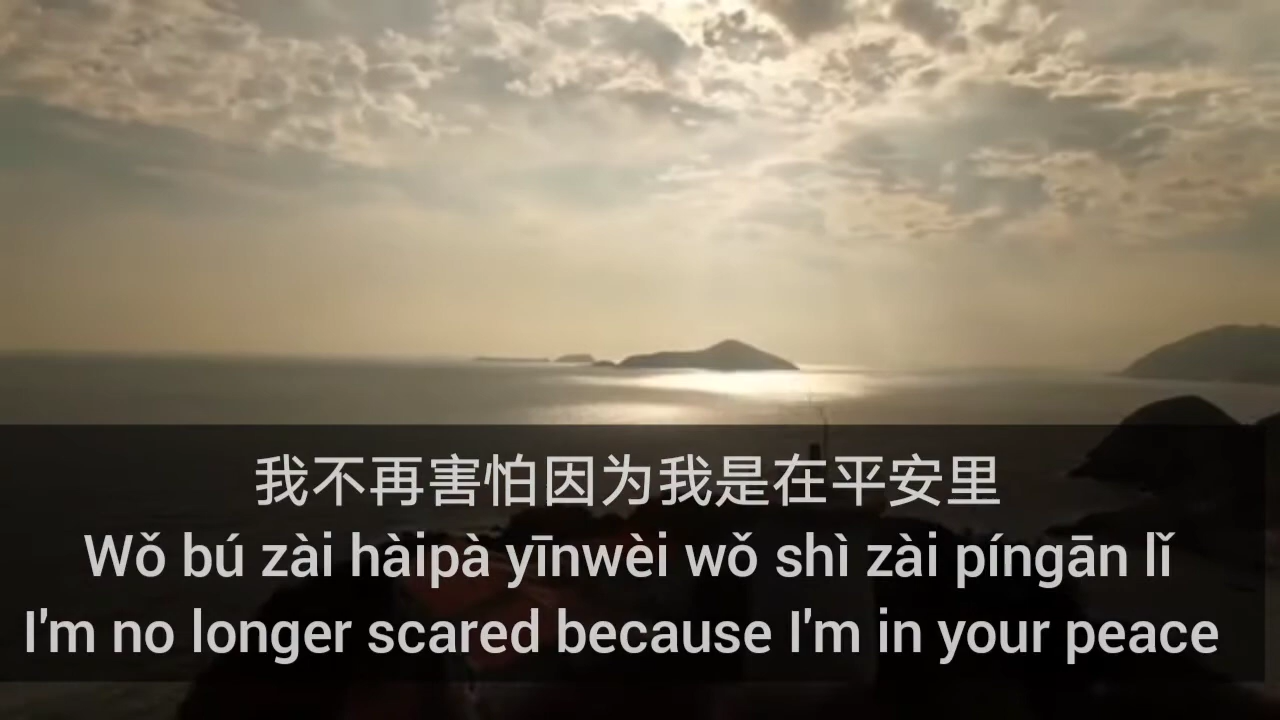 我不再害怕因为我是在平安里
Wǒ bú zài hàipà yīnwèi wǒ shì zài píngān lǐ
I'm no longer scared because I'm in your peace